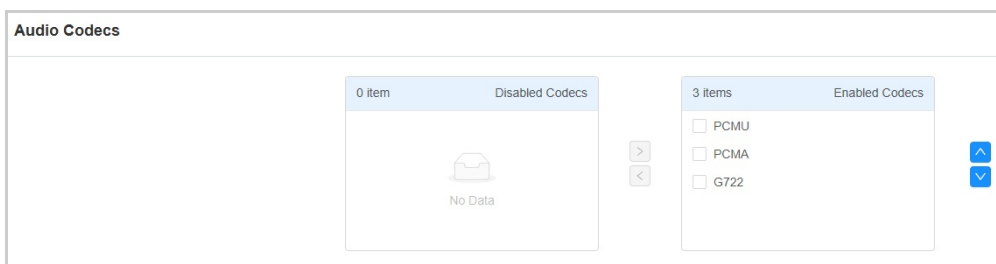 Audio Codecs
0 item Disabled Codecs
3 items Enabled Codecs
PCMU
PCMA
G722
No Data